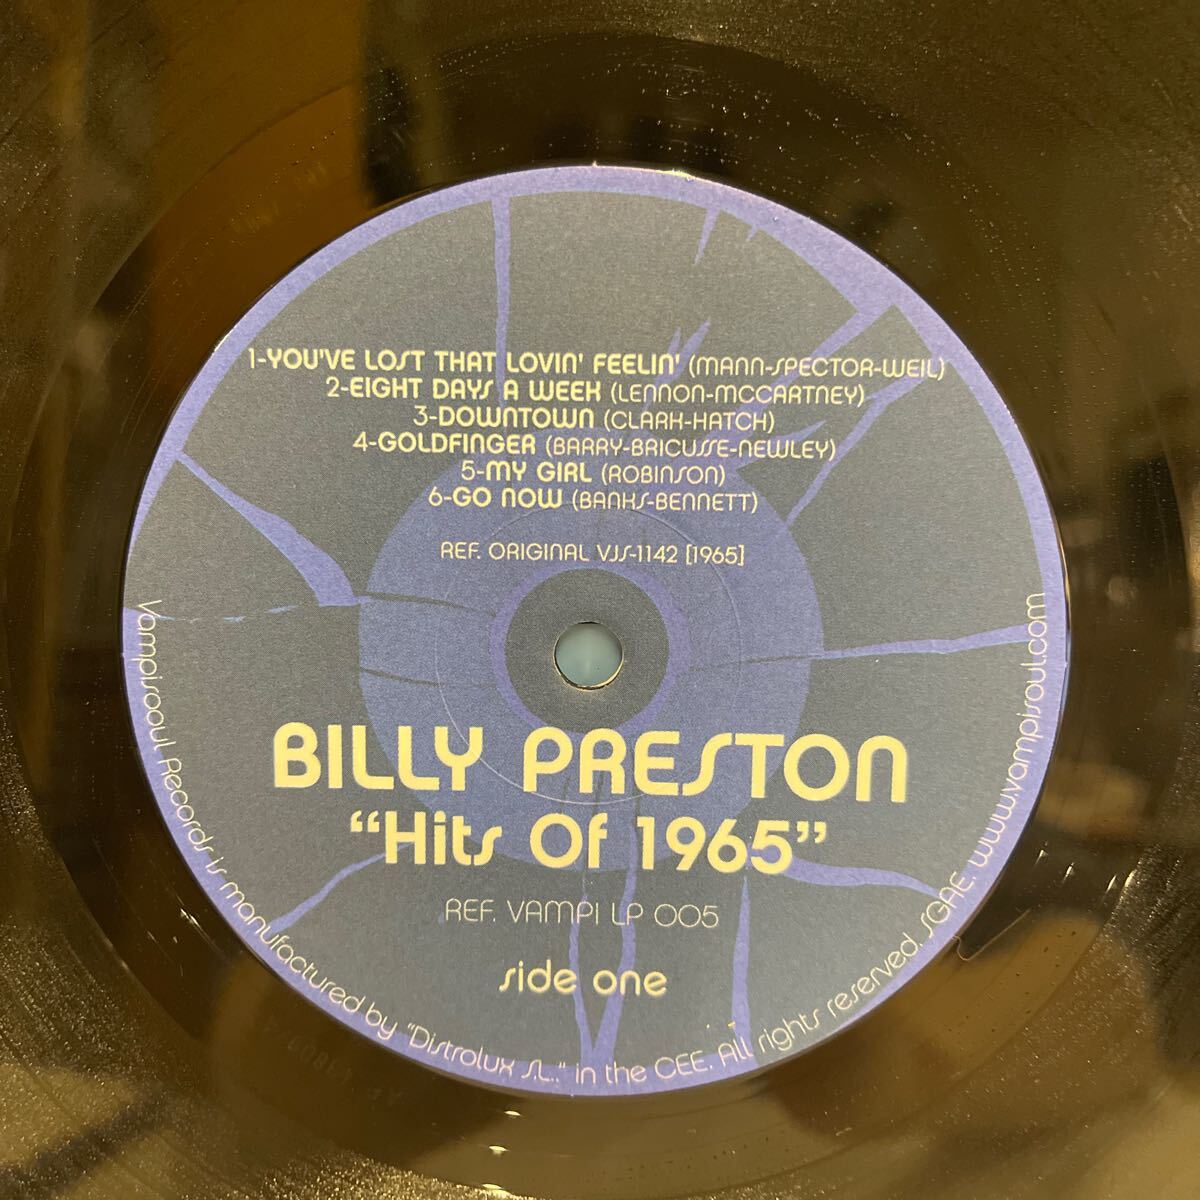 1-YOU'VE LOST THAT LOVIN' FEELIN' (MANN-SPECTOR-WEIL)
2-EIGHT DAYS A WEEK (LENNON-MCCARTNEY)
3-DOWNTOWN (CLARK-HATCH)
4-GOLDFINGER (BARRY-BRICUSSE-NEWLEY)
5-MY GIRL (ROBINSON)
6-GO NOW (BANKS-BENNETT)
REF. ORIGINAL VJS-1142 [1965]
BILLY PRESTON
“Hits Of 1965”
REF. VAMPI LP 005
side one
Vampisoul Records is manufactured by "Distrolux S.L.." in the CEE. All rights reserved. SGAE. www.vampisoul.com